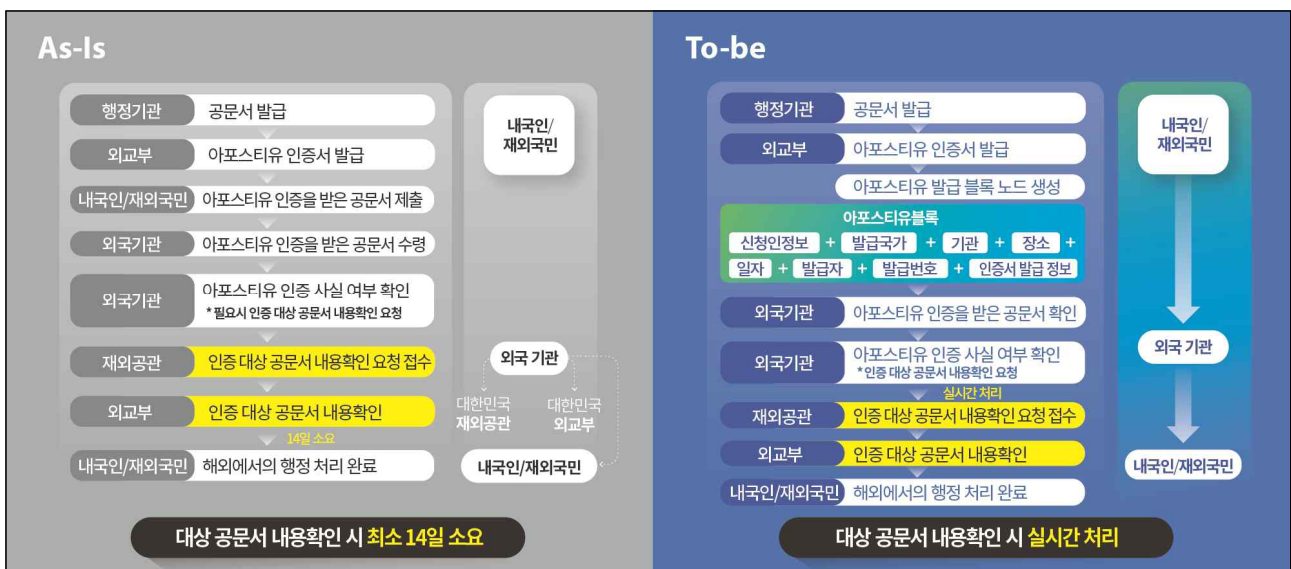 As-Is
행정기관 공문서 발급
외교부 아포스티유 인증서 발급
내국인/재외국민 아포스티유 인증을 받은 공문서 제출
외국기관 아포스티유 인증을 받은 공문서 수령
외국기관 아포스티유 인증 사실 여부 확인
* 필요시 인증 대상 공문서 내용확인 요청
재외공관 인증 대상 공문서 내용확인 요청 접수
외교부 인증 대상 공문서 내용확인
14일 소요
내국인/재외국민 해외에서의 행정 처리 완료
내국인/
재외국민
외국 기관
대한민국 대한민국
재외공관 외교부
내국인/재외국민
대상 공문서 내용확인 시 최소 14일 소요
To-be
행정기관 공문서 발급
외교부 아포스티유 인증서 발급
아포스티유 발급 블록 노드 생성
아포스티유블록
신청인정보 + 발급국가 + 기관 + 장소 +
일자 + 발급자 + 발급번호 + 인증서 발급 정보
외국기관 아포스티유 인증을 받은 공문서 확인
외국기관 아포스티유 인증 사실 여부 확인
* 인증 대상 공문서 내용확인 요청
실시간 처리
재외공관 인증 대상 공문서 내용확인 요청 접수
외교부 인증 대상 공문서 내용확인
내국인/재외국민 해외에서의 행정 처리 완료
내국인/
재외국민
외국 기관
내국인/재외국민
대상 공문서 내용확인 시 실시간 처리